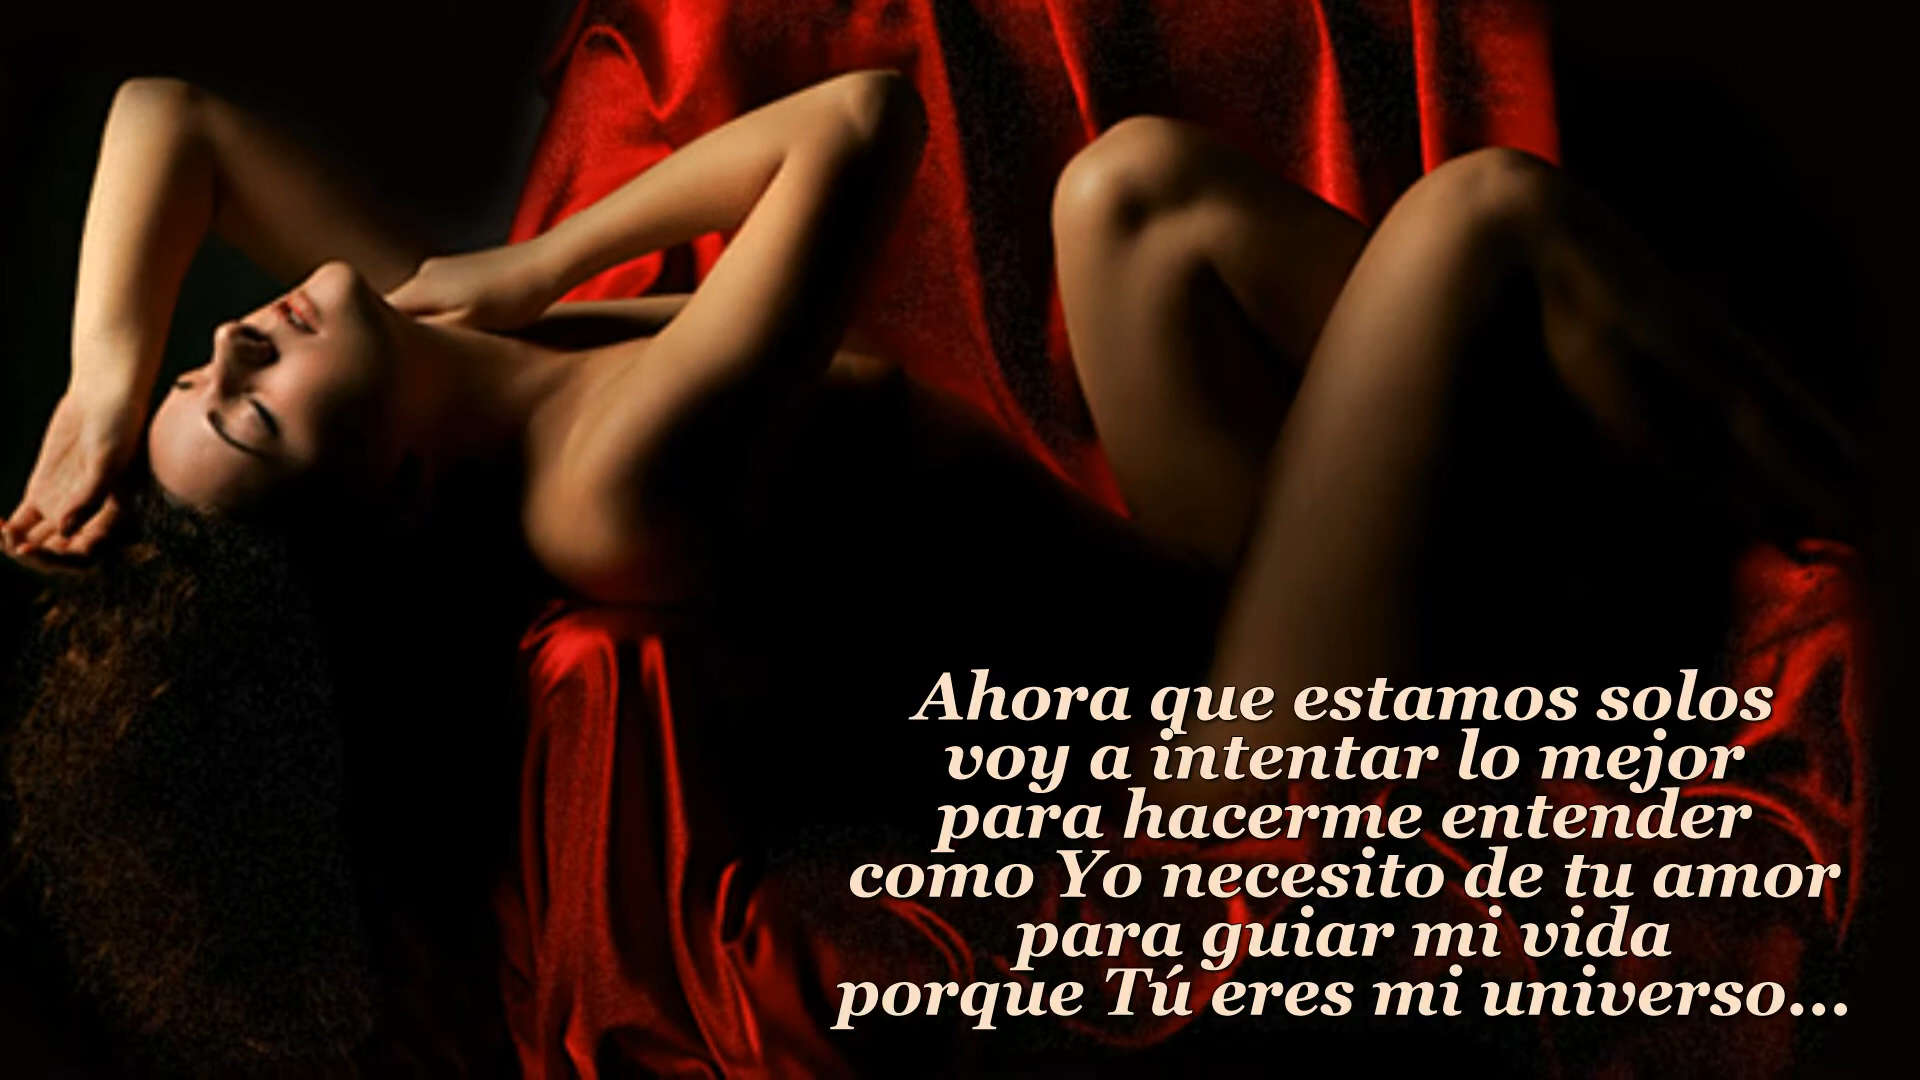 Ahora que estamos solos
voy a intentar lo mejor
para hacerme entender
como Yo necesito de tu amor
para guiar mi vida
porque Tú eres mi universo...